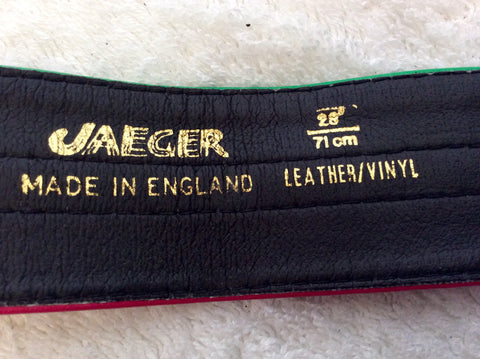 JAEGER
MADE IN ENGLAND
28"
71 cm
LEATHER/VINYL